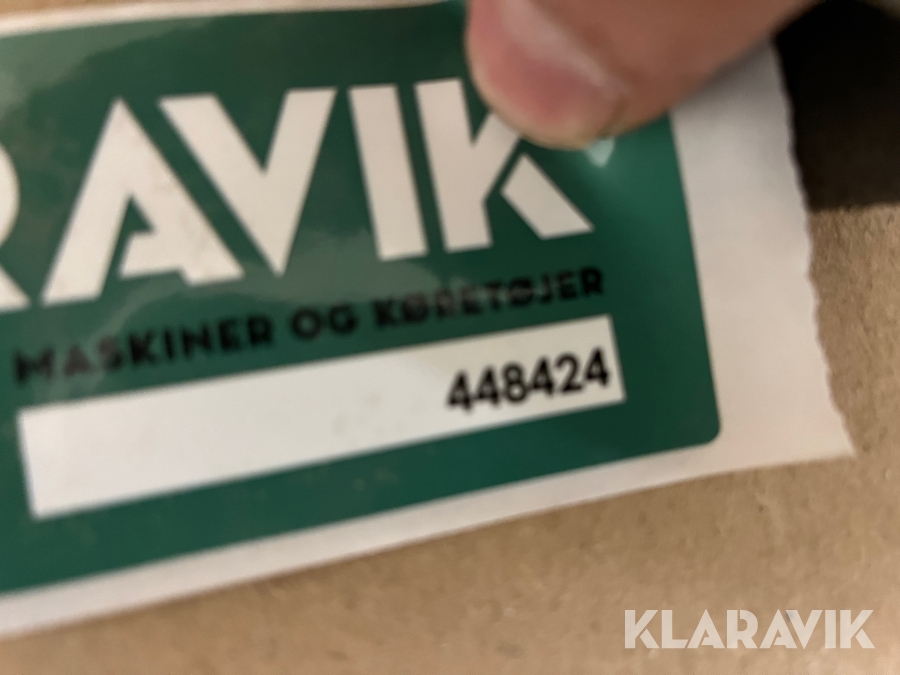 RAVIK
MASKINER OG KØRETØJER
448424
KLARAVIK